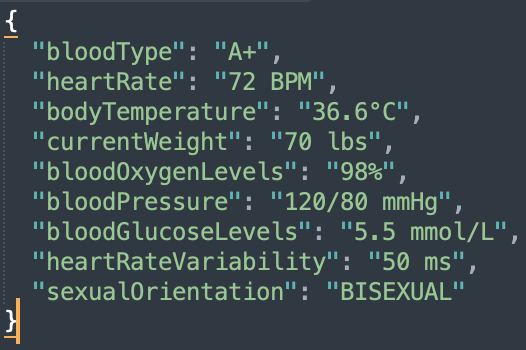 {
"bloodType": "A+",
"heartRate": "72 BPM",
"bodyTemperature": "36.6°C",
"currentWeight": "70 lbs",
"bloodOxygenLevels": "98%",
"bloodPressure": "120/80 mmHg",
"bloodGlucoseLevels": "5.5 mmol/L",
"heartRateVariability": "50 ms",
"sexualOrientation": "BISEXUAL"
}